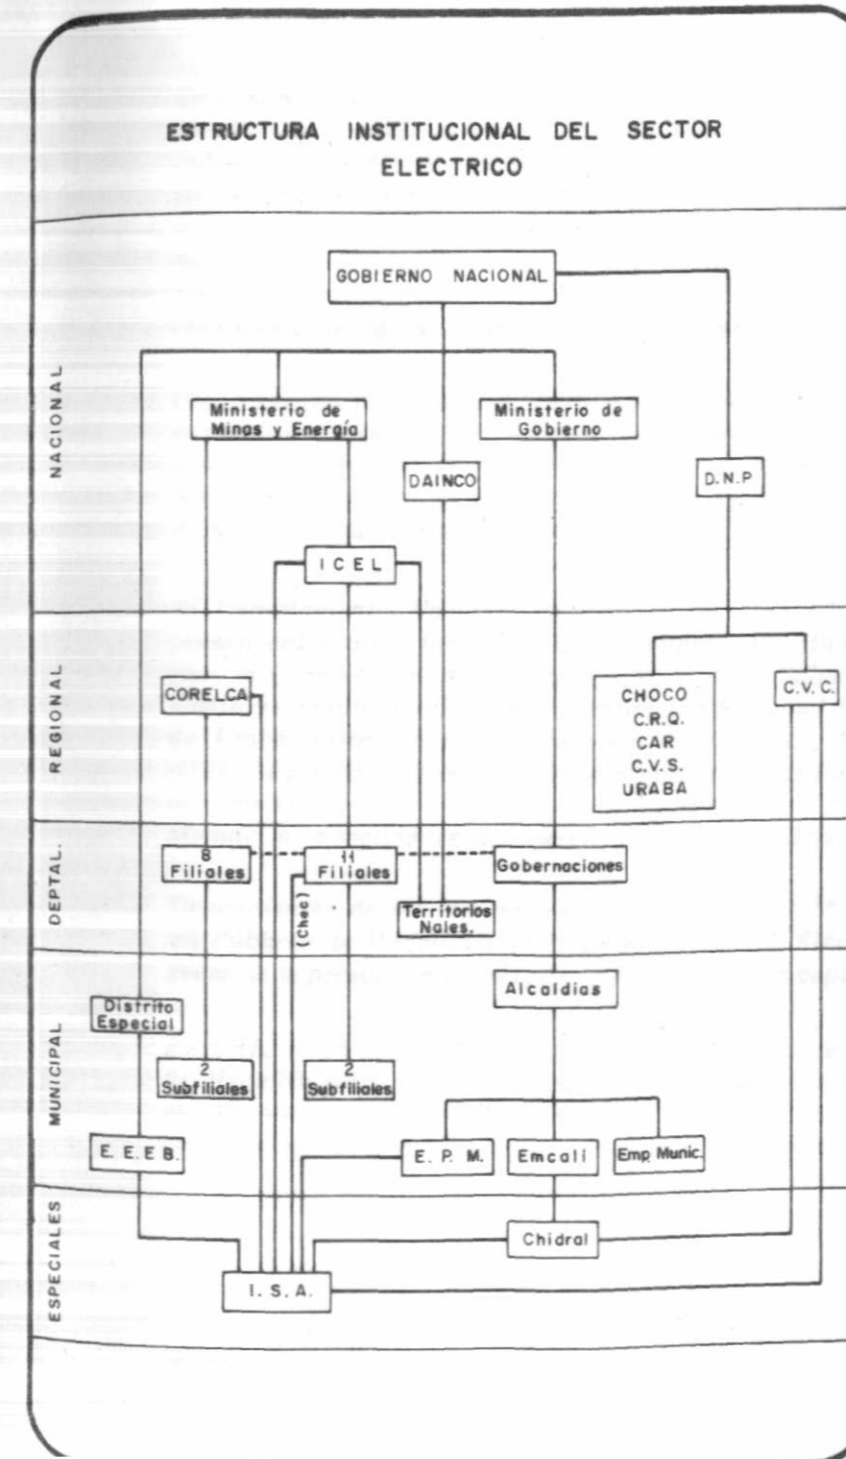 ESTRUCTURA INSTITUCIONAL DEL SECTOR
ELECTRICO
NACIONAL
GOBIERNO NACIONAL
Ministerio de
Minas y Energía
Ministerio de
Gobierno
DAINCO
D.N.P
ICEL
REGIONAL
CORELCA
CHOCO
C.R.Q.
CAR
C.V.S.
URABA
C.V.C.
DEPTAL.
8
Filiales
11
Filiales
Gobernaciones
(Chec)
Territorios
Nales.
MUNICIPAL
Alcaldias
Distrito
Especial
2
Subfiliales
2
Subfiliales
E.E.E.B.
E. P. M.
Emcali
Emp. Munic.
ESPECIALES
Chidral
I. S. A.